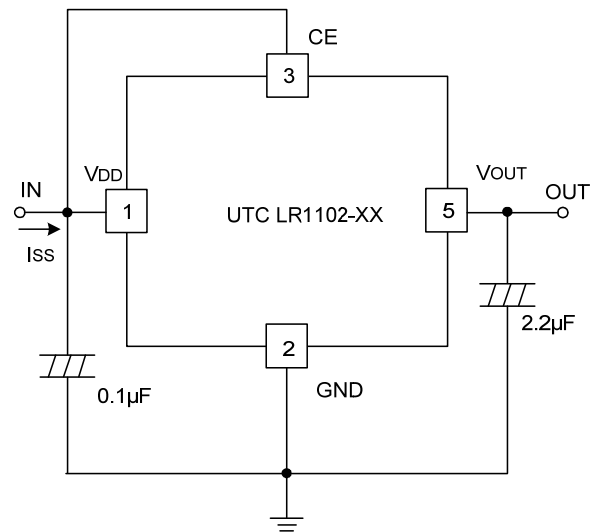 CE
3
VDD
VOUT
IN
1
UTC LR1102-XX
5
OUT
ISS
2
2.2µF
GND
0.1µF